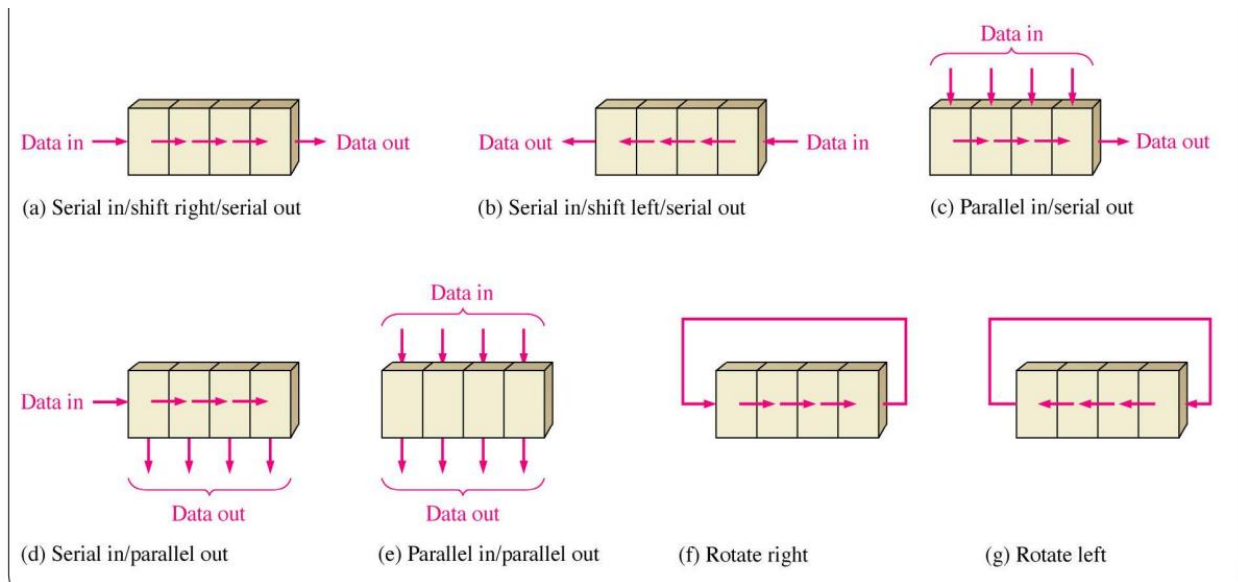 Data in
Data in
Data out
Data out
Data in
Data out
(a) Serial in/shift right/serial out
(b) Serial in/shift left/serial out
(c) Parallel in/serial out
Data in
Data in
Data out
Data out
(d) Serial in/parallel out
(e) Parallel in/parallel out
(f) Rotate right
(g) Rotate left